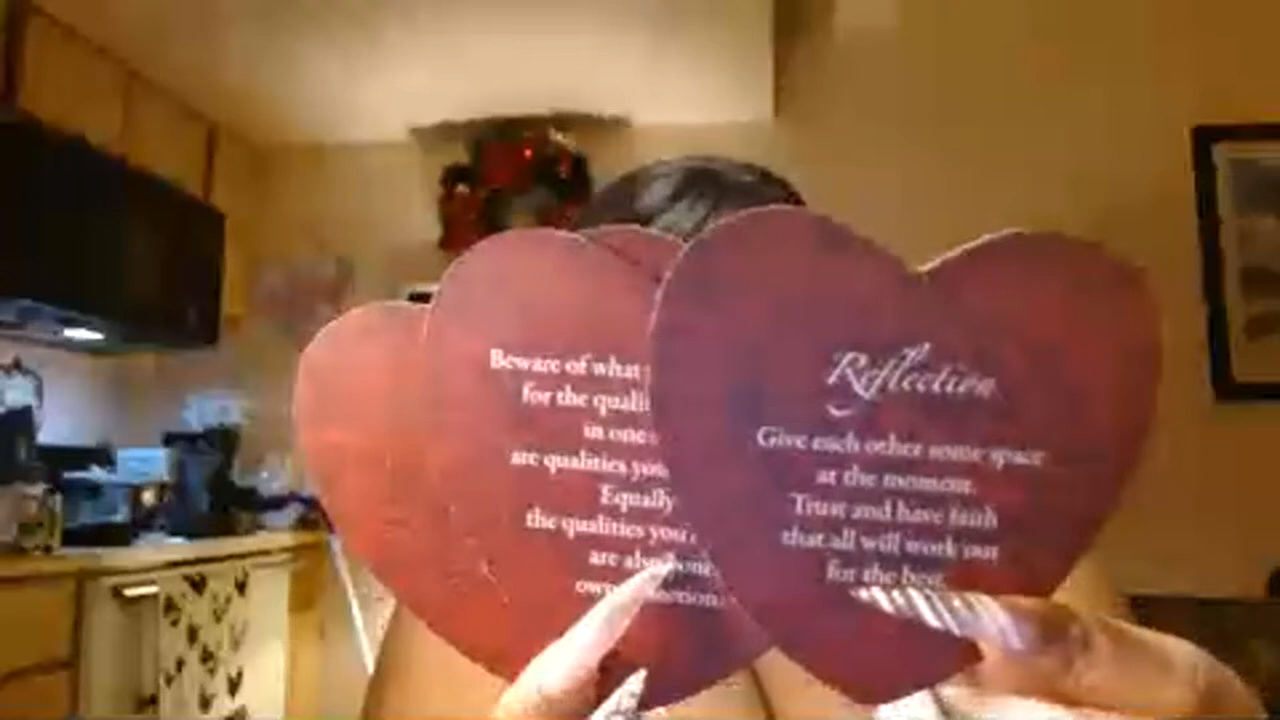 Beware of what
for the quali
in one
are qualities you
Equally
the qualities you
are also
own
Reflection
Give each other some space
at the moment.
Trust and have faith
that all will work out
for the best.